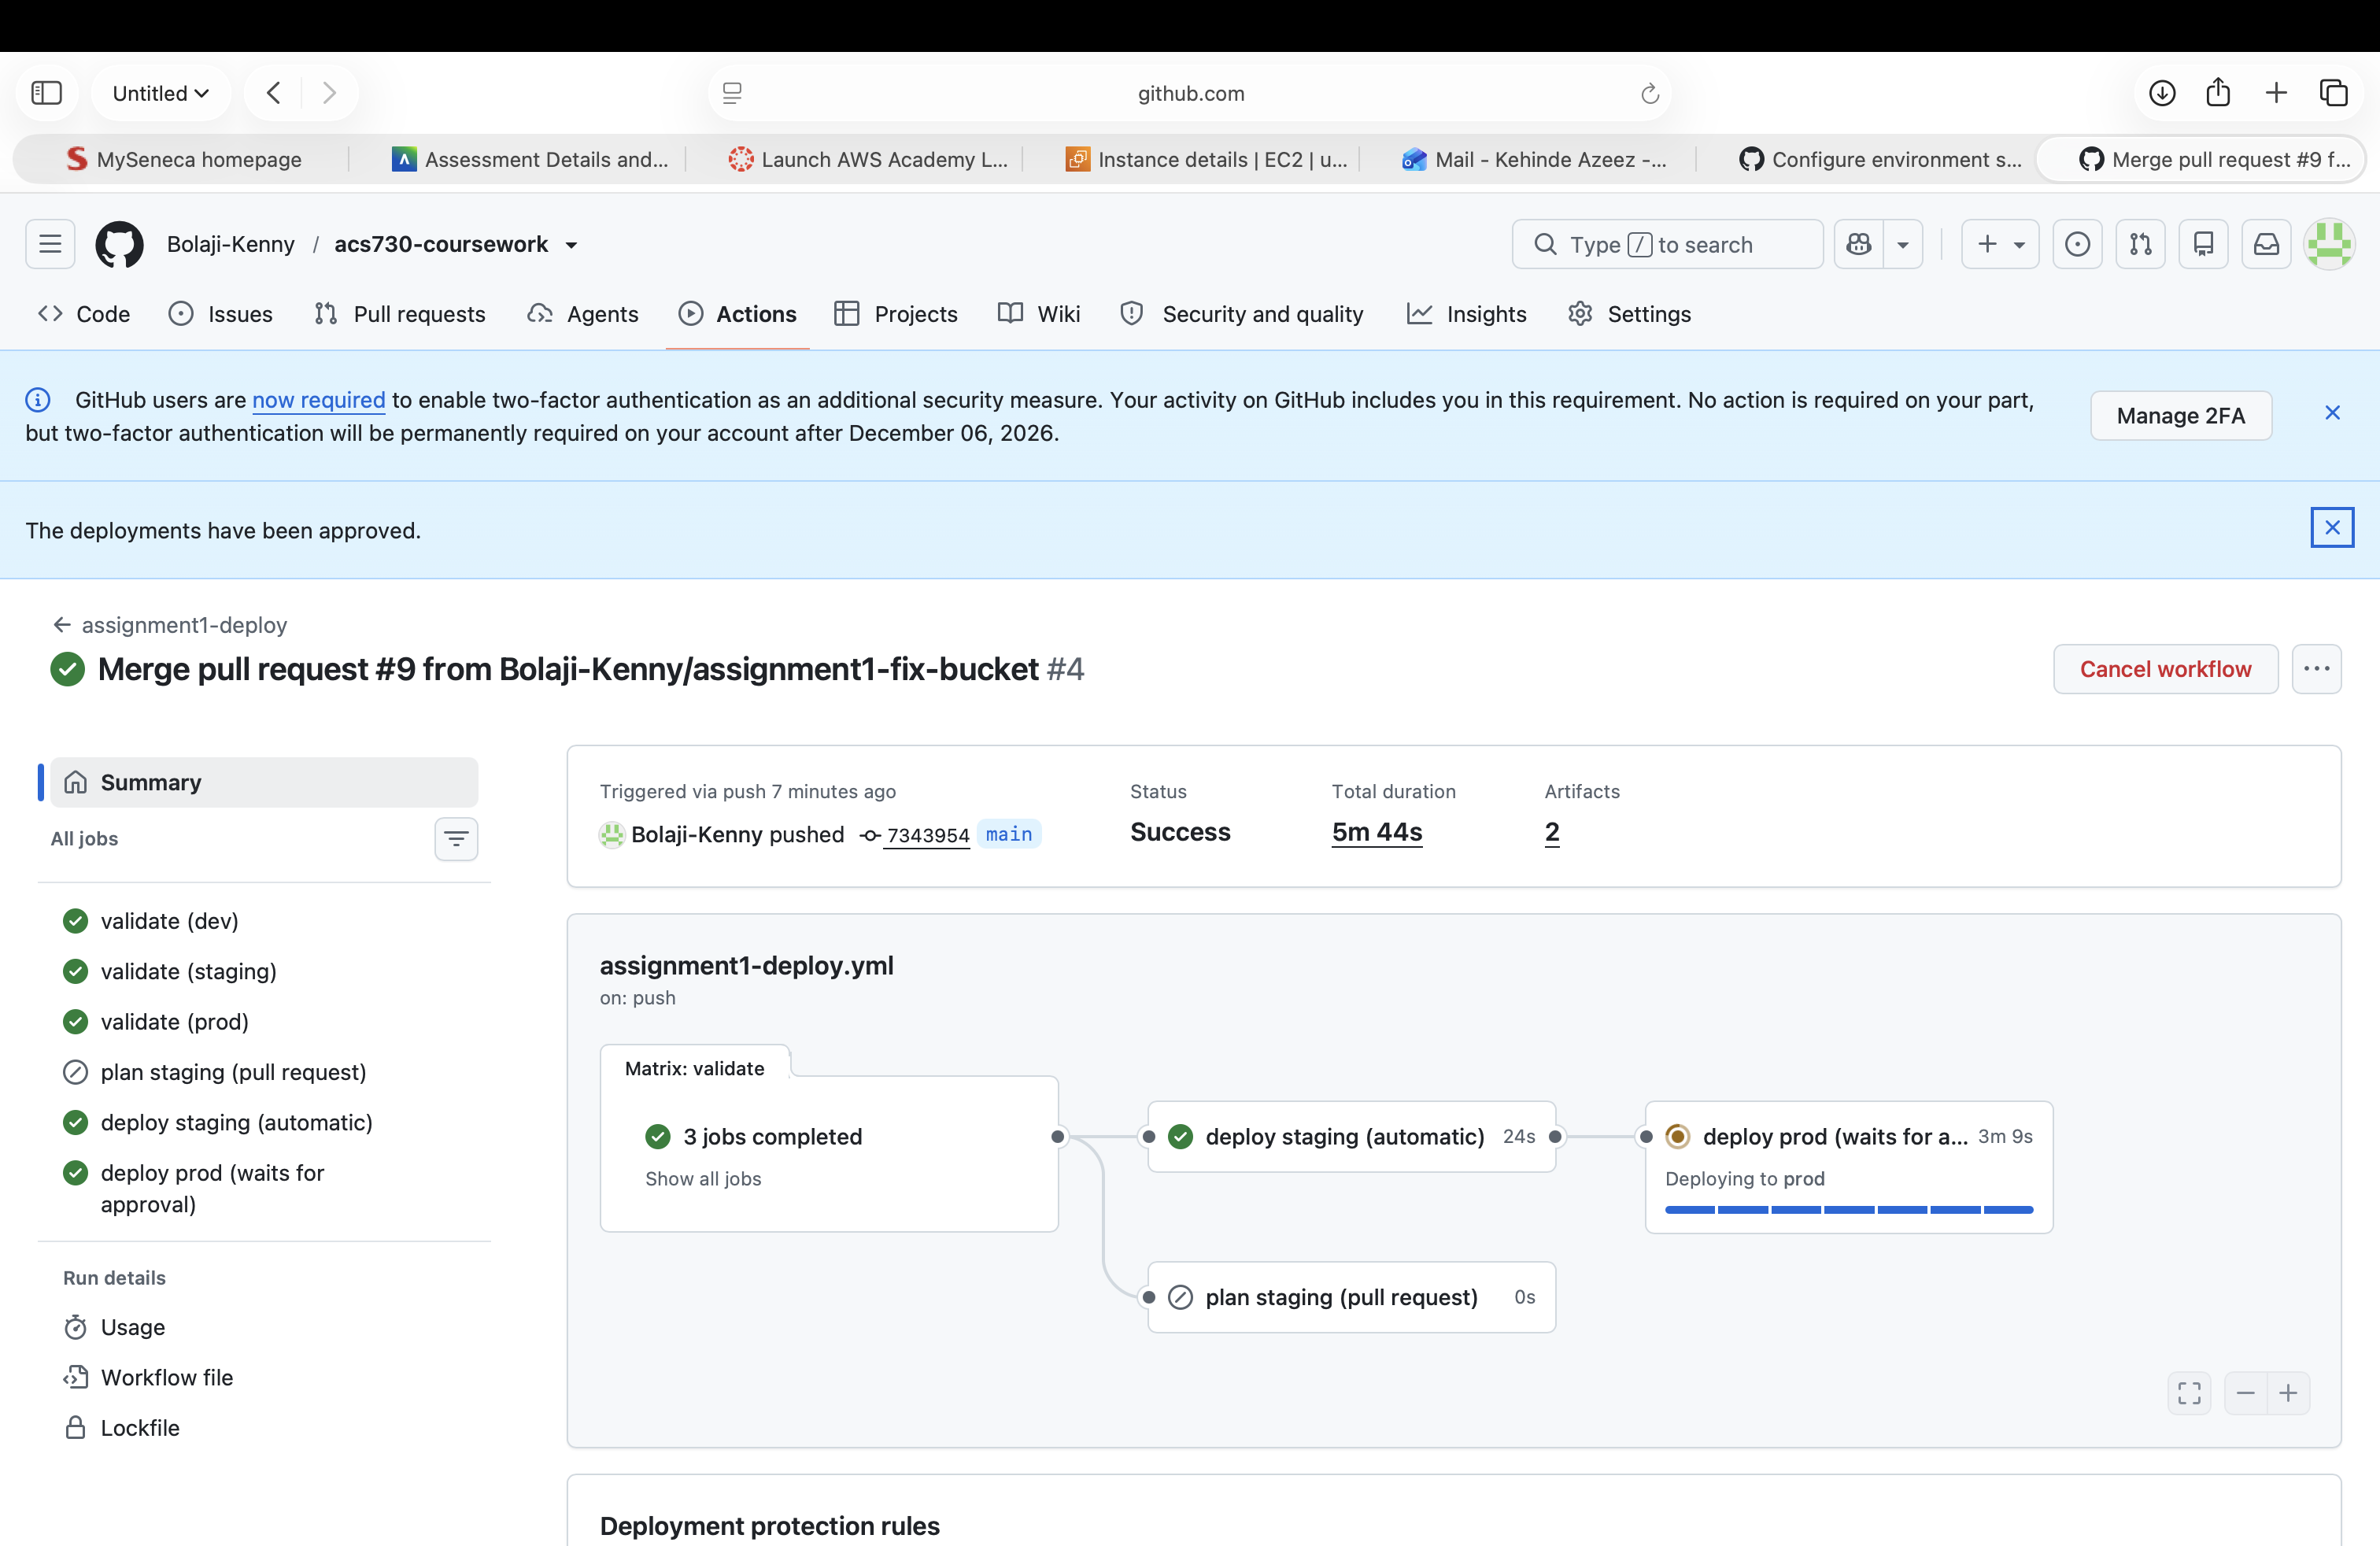 Untitled
github.com
MySeneca homepage
Assessment Details and...
Launch AWS Academy L...
Instance details | EC2 | u...
Mail - Kehinde Azeez -...
Configure environment s...
Merge pull request #9 f...
Bolaji-Kenny / acs730-coursework
Type / to search
Code
Issues
Pull requests
Agents
Actions
Projects
Wiki
Security and quality
Insights
Settings
GitHub users are now required to enable two-factor authentication as an additional security measure. Your activity on GitHub includes you in this requirement. No action is required on your part,
but two-factor authentication will be permanently required on your account after December 06, 2026.
Manage 2FA
The deployments have been approved.
assignment1-deploy
Merge pull request #9 from Bolaji-Kenny/assignment1-fix-bucket #4
Cancel workflow
Summary
All jobs
validate (dev)
validate (staging)
validate (prod)
plan staging (pull request)
deploy staging (automatic)
deploy prod (waits for
approval)
Run details
Usage
Workflow file
Lockfile
Triggered via push 7 minutes ago
Bolaji-Kenny pushed 7343954 main
Status
Success
Total duration
5m 44s
Artifacts
2
assignment1-deploy.yml
on: push
Matrix: validate
3 jobs completed
Show all jobs
deploy staging (automatic) 24s
deploy prod (waits for a... 3m 9s
Deploying to prod
plan staging (pull request) 0s
Deployment protection rules